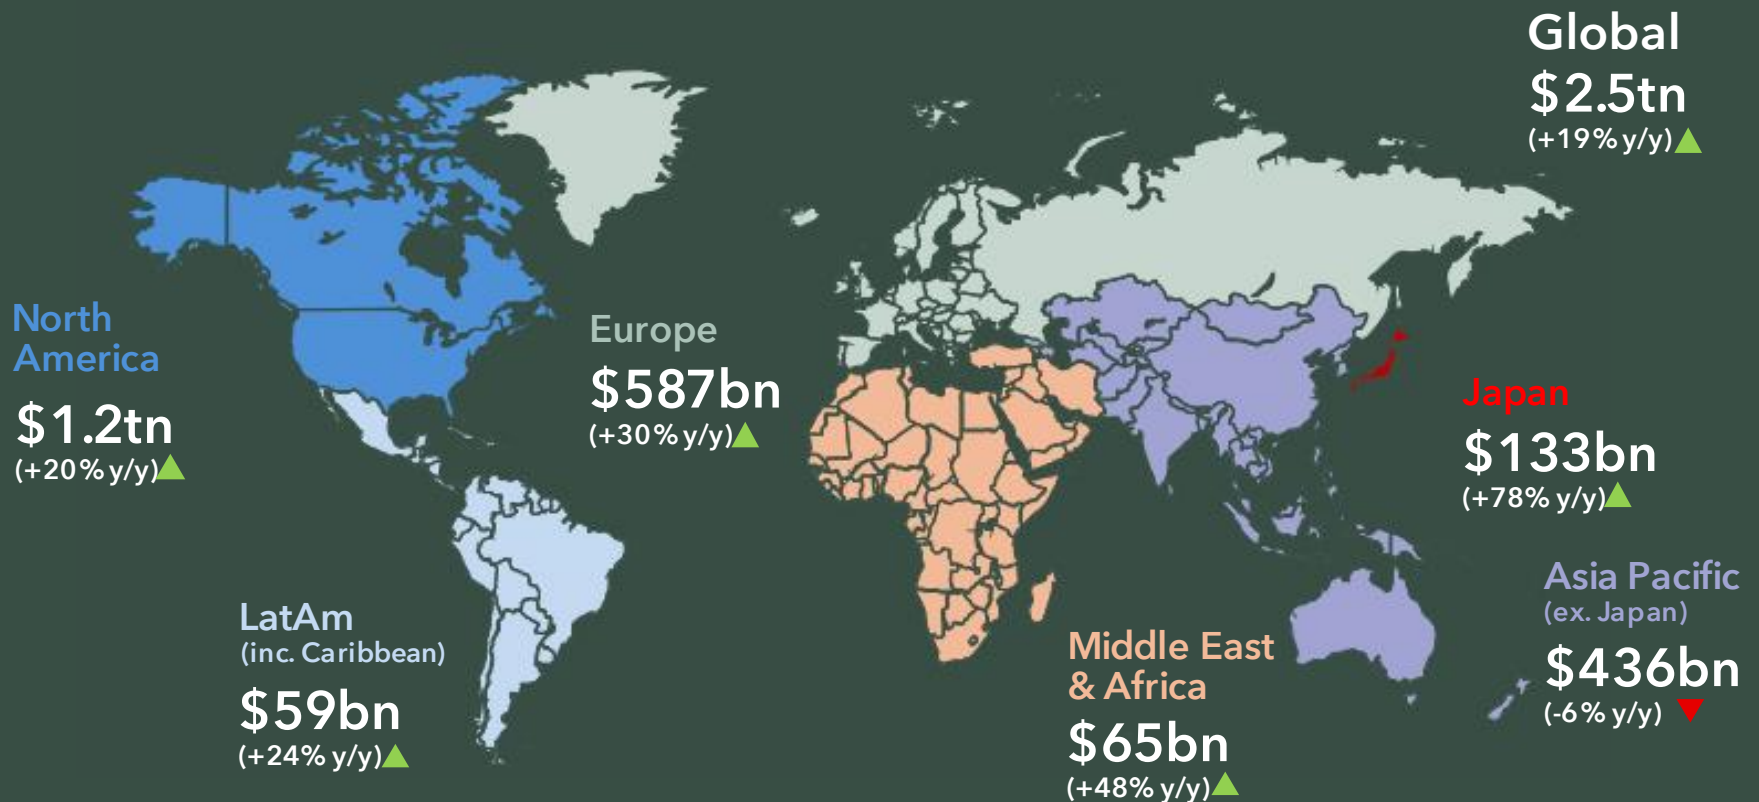 Global
$2.5tn
(+19% y/y)
North
America
$1.2tn
(+20% y/y)
Europe
$587bn
(+30% y/y)
Japan
$133bn
(+78% y/y)
LatAm
(inc. Caribbean)
$59bn
(+24% y/y)
Middle East
& Africa
$65bn
(+48% y/y)
Asia Pacific
(ex. Japan)
$436bn
(-6% y/y)